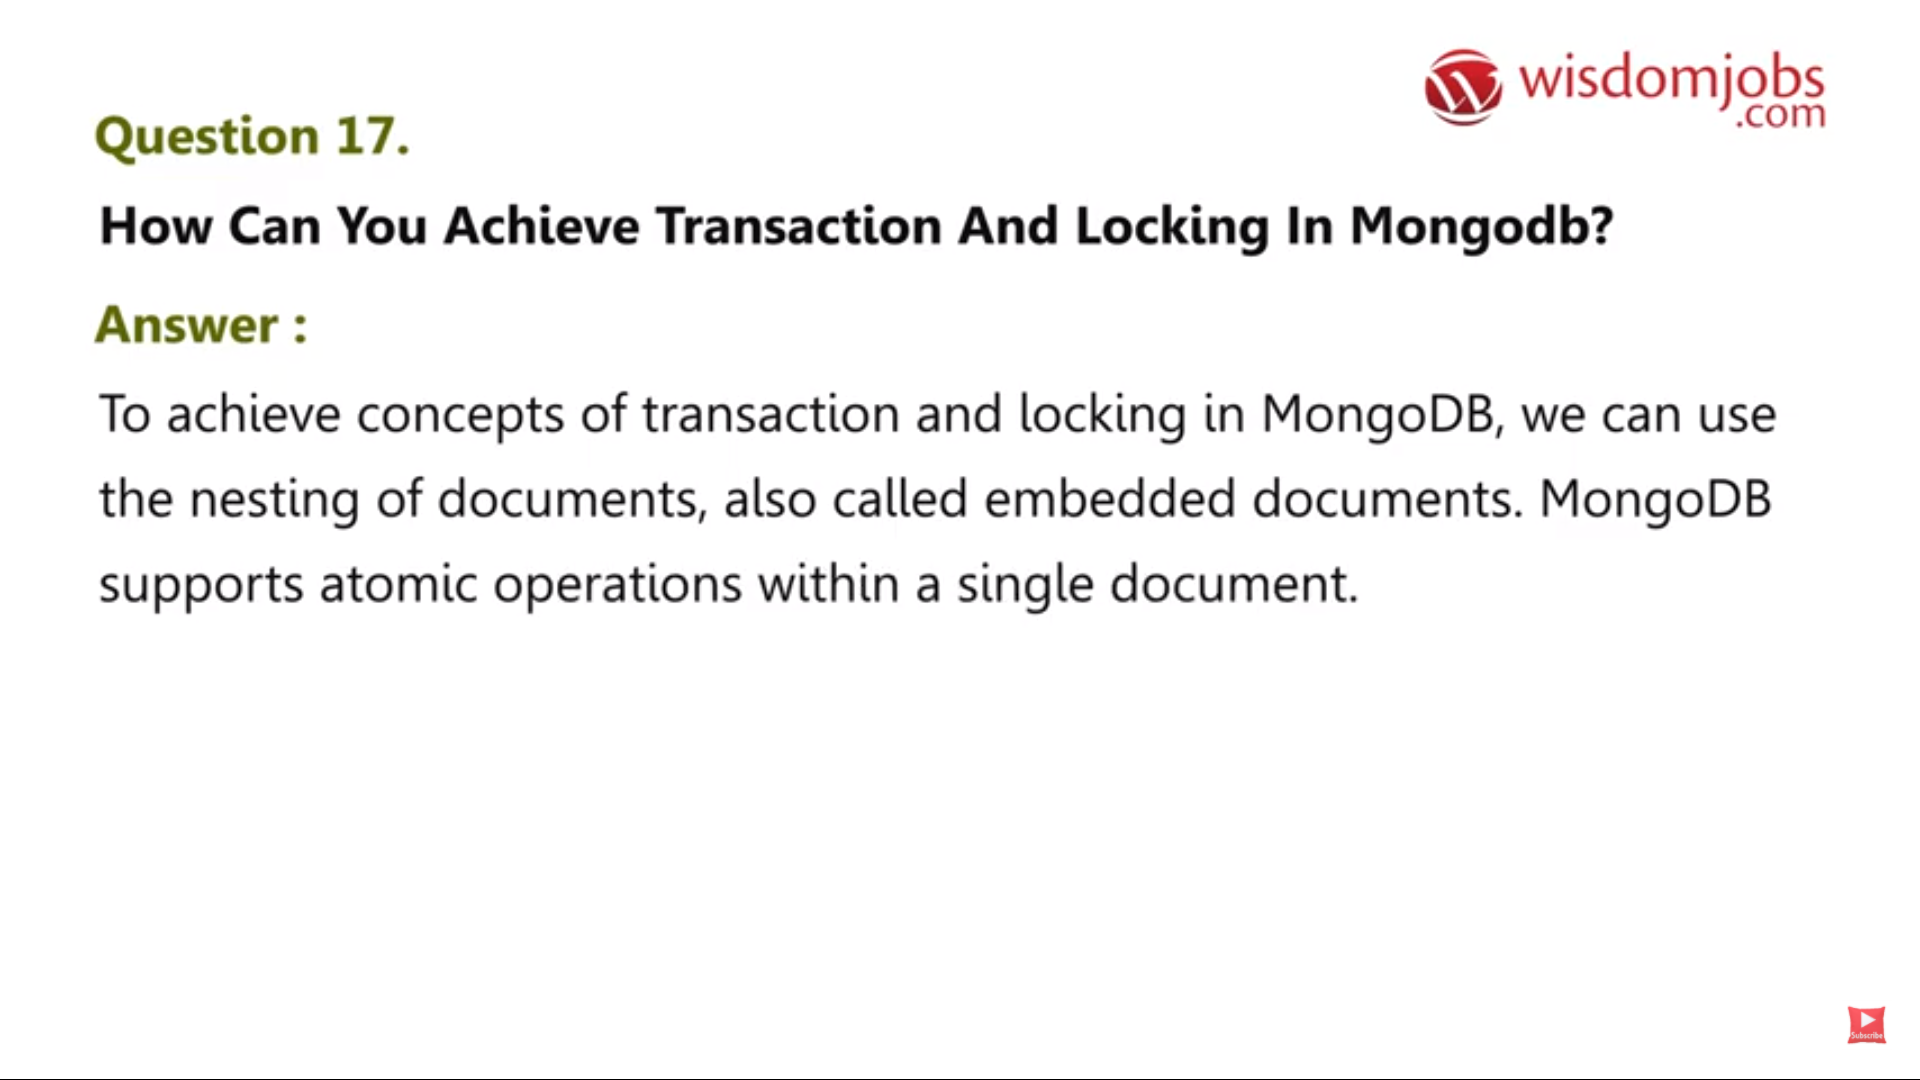 wisdomjobs
.com
Question 17.
How Can You Achieve Transaction And Locking In Mongodb?
Answer :
To achieve concepts of transaction and locking in MongoDB, we can use
the nesting of documents, also called embedded documents. MongoDB
supports atomic operations within a single document.
Subscribe